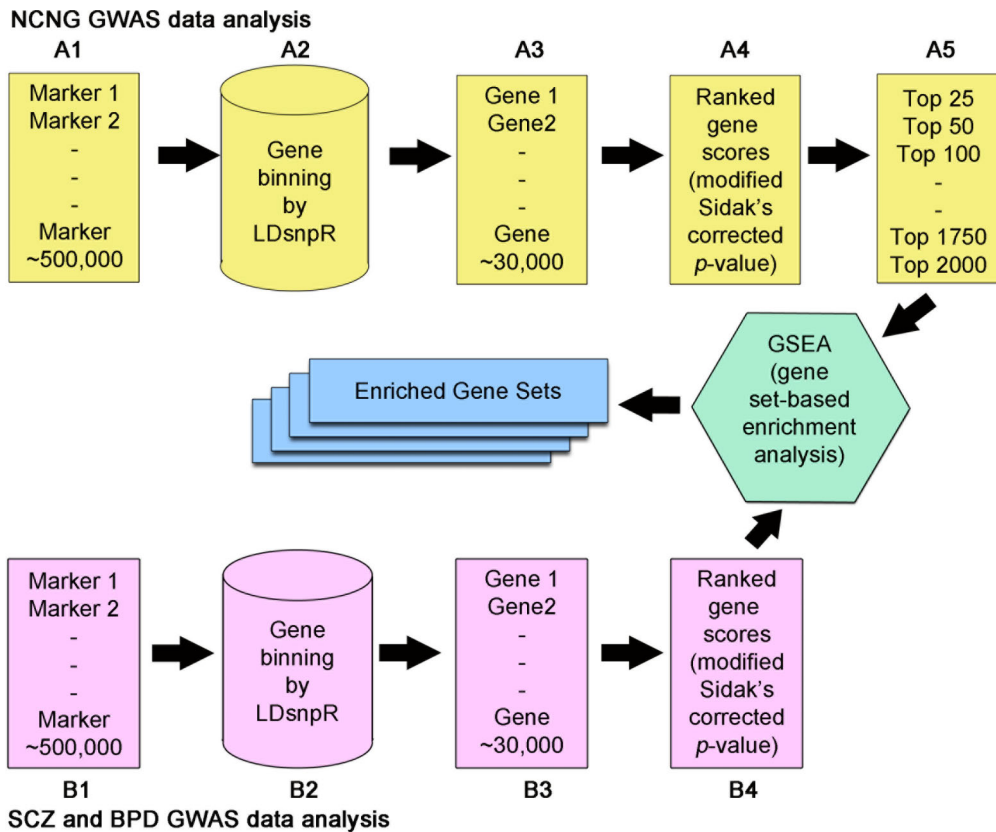 NCNG GWAS data analysis
A1
A2
A3
A4
A5
Marker 1
Marker 2
-
-
-
Marker
~500,000
Gene
binning
by
LDsnpR
Gene 1
Gene2
-
-
-
Gene
~30,000
Ranked
gene
scores
(modified
Sidak's
corrected
p-value)
Top 25
Top 50
Top 100
-
-
Top 1750
Top 2000
GSEA
(gene
set-based
enrichment
analysis)
Enriched Gene Sets
Marker 1
Marker 2
-
-
-
Marker
~500,000
Gene
binning
by
LDsnpR
Gene 1
Gene2
-
-
-
Gene
~30,000
Ranked
gene
scores
(modified
Sidak's
corrected
p-value)
B1
B2
B3
B4
SCZ and BPD GWAS data analysis